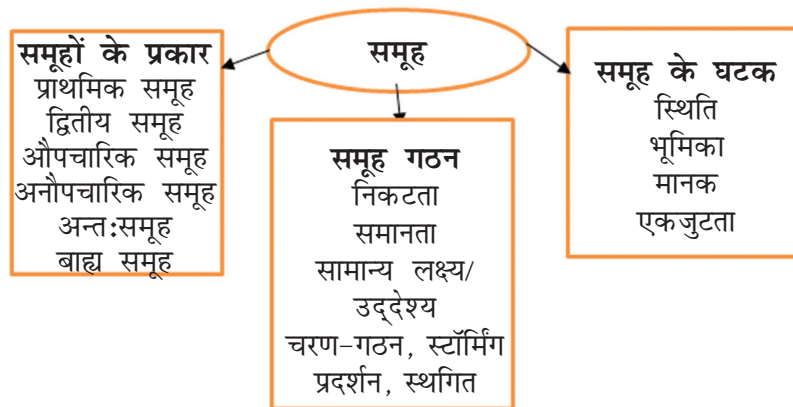 समूह
समूहों के प्रकार
प्राथमिक समूह
द्वितीय समूह
औपचारिक समूह
अनौपचारिक समूह
अन्त:समूह
बाह्य समूह
समूह गठन
निकटता
समानता
सामान्य लक्ष्य/
उद्देश्य
चरण-गठन, स्टॉर्मिंग
प्रदर्शन, स्थगित
समूह के घटक
स्थिति
भूमिका
मानक
एकजुटता